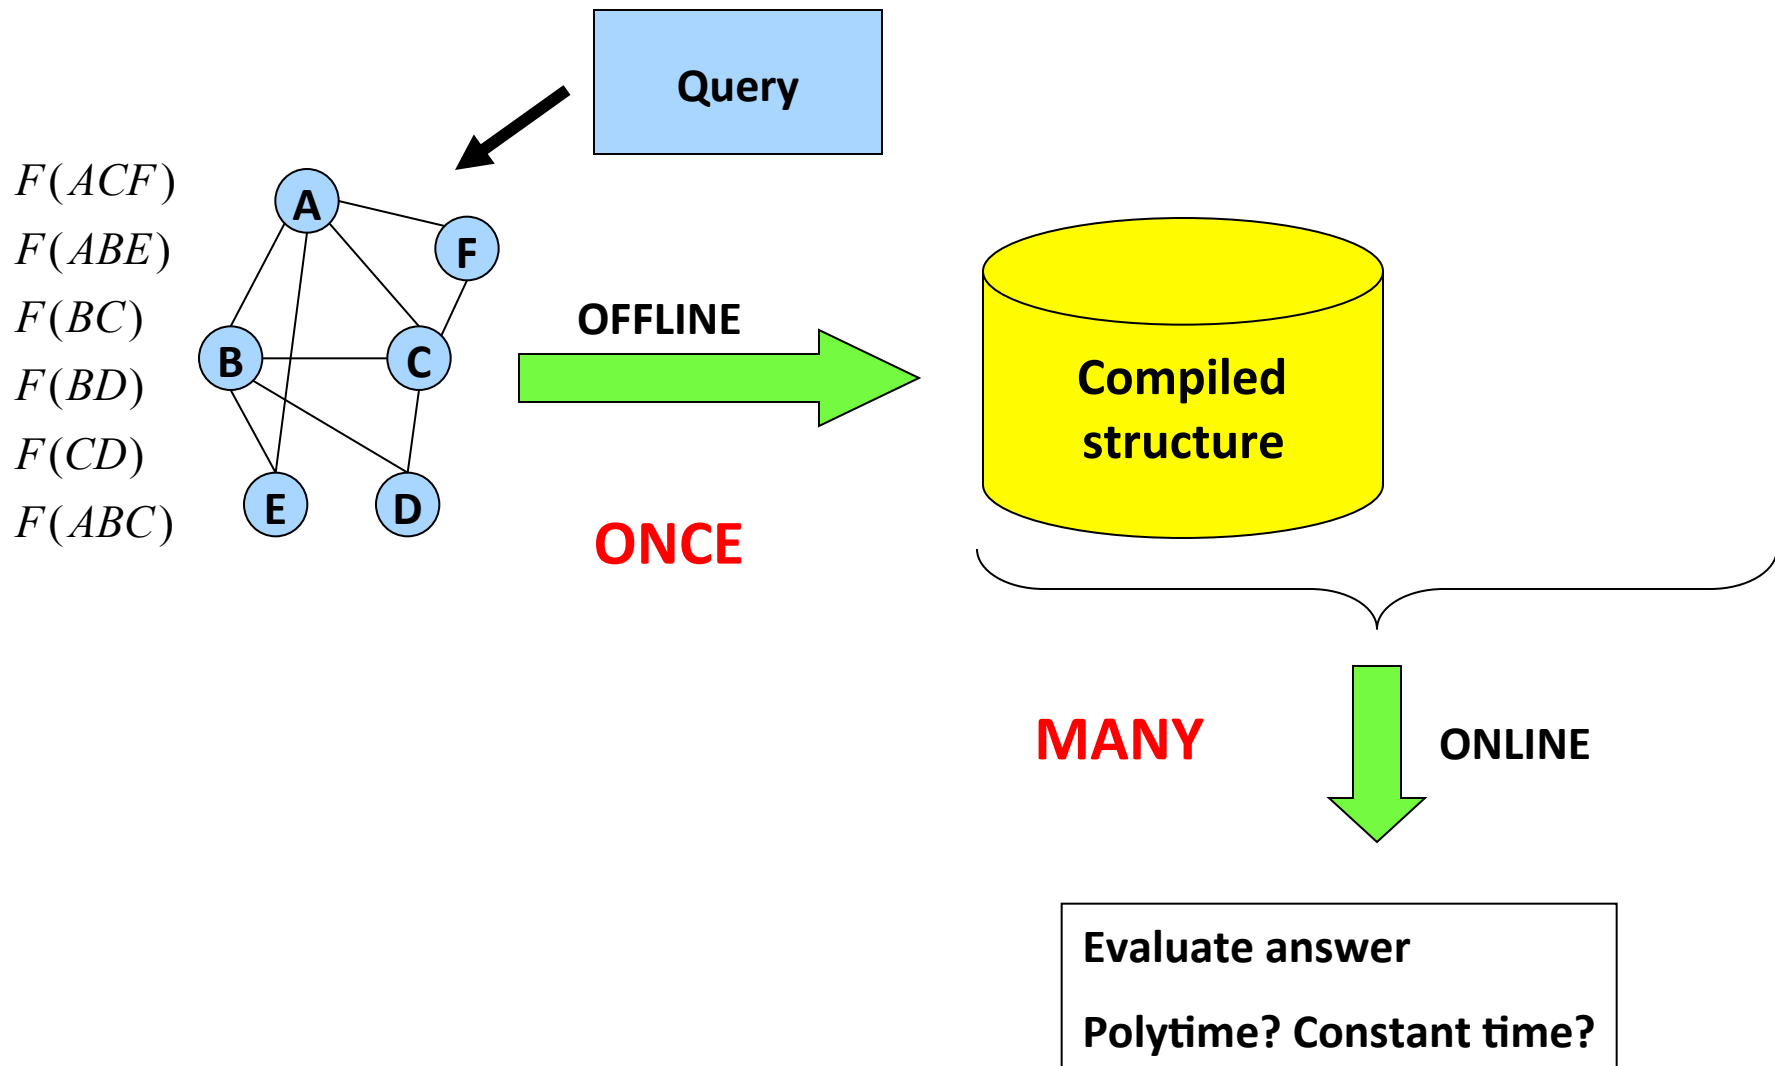 Query
F(ACF)
F(ABE)
F(BC)
F(BD)
F(CD)
F(ABC)
A
F
B
C
E
D
OFFLINE
ONCE
Compiled
structure
MANY
ONLINE
Evaluate answer
Polytime? Constant time?